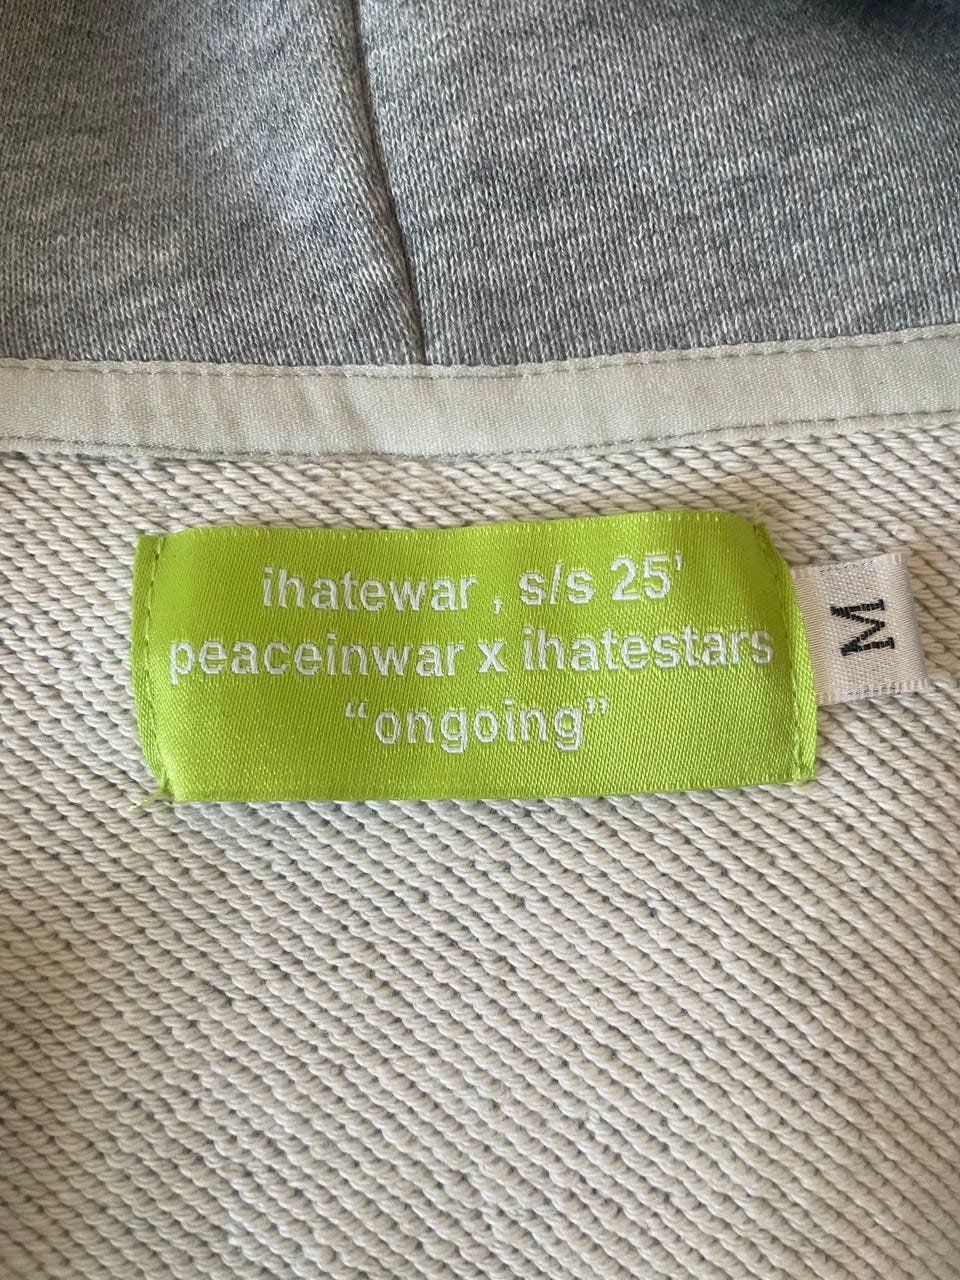 ihatewar , s/s 25'
peaceinwar x ihatestars
“ongoing”
M